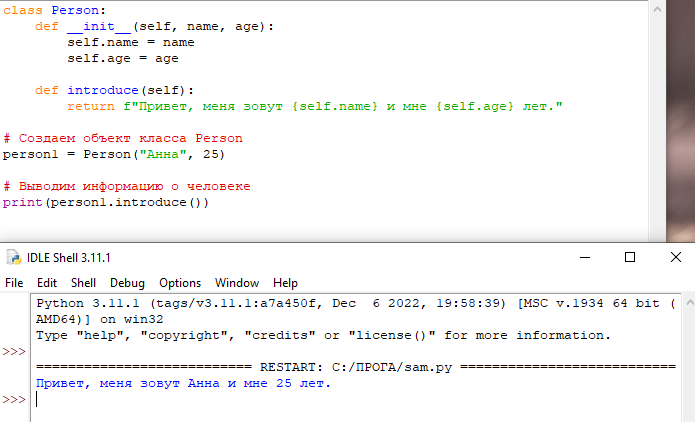 class Person:
    def __init__(self, name, age):
        self.name = name
        self.age = age

    def introduce(self):
        return f"Привет, меня зовут {self.name} и мне {self.age} лет."

# Создаем объект класса Person
person1 = Person("Анна", 25)

# Выводим информацию о человеке
print(person1.introduce())

IDLE Shell 3.11.1
File Edit Shell Debug Options Window Help
Python 3.11.1 (tags/v3.11.1:a7a450f, Dec  6 2022, 19:58:39) [MSC v.1934 64 bit (
AMD64)] on win32
Type "help", "copyright", "credits" or "license()" for more information.
>>>
=========================== RESTART: C:/ПРОГА/sam.py ===========================
Привет, меня зовут Анна и мне 25 лет.
>>>